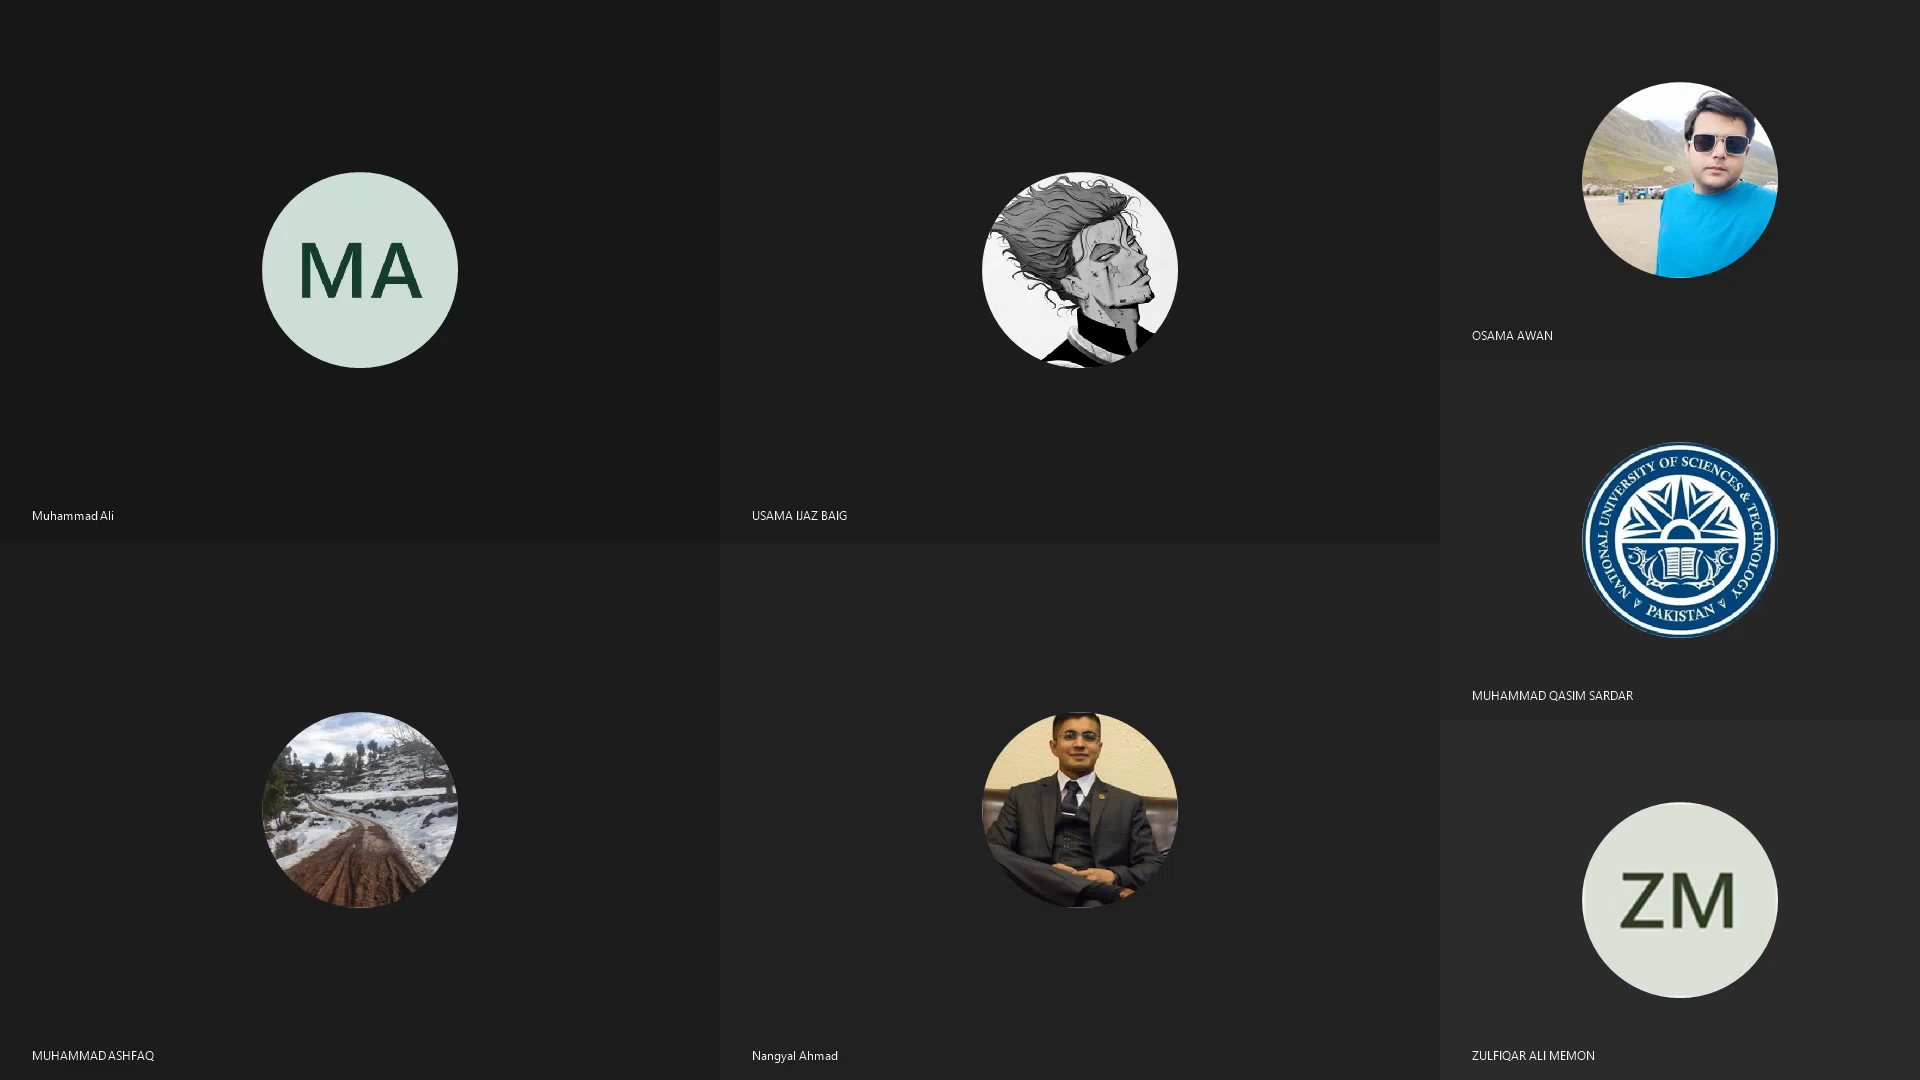 MA
Muhammad Ali
USAMA IJAZ BAIG
OSAMA AWAN
NATIONAL UNIVERSITY OF SCIENCES & TECHNOLOGY
PAKISTAN
MUHAMMAD QASIM SARDAR
MUHAMMAD ASHFAQ
Nangyal Ahmad
ZM
ZULFIQAR ALI MEMON